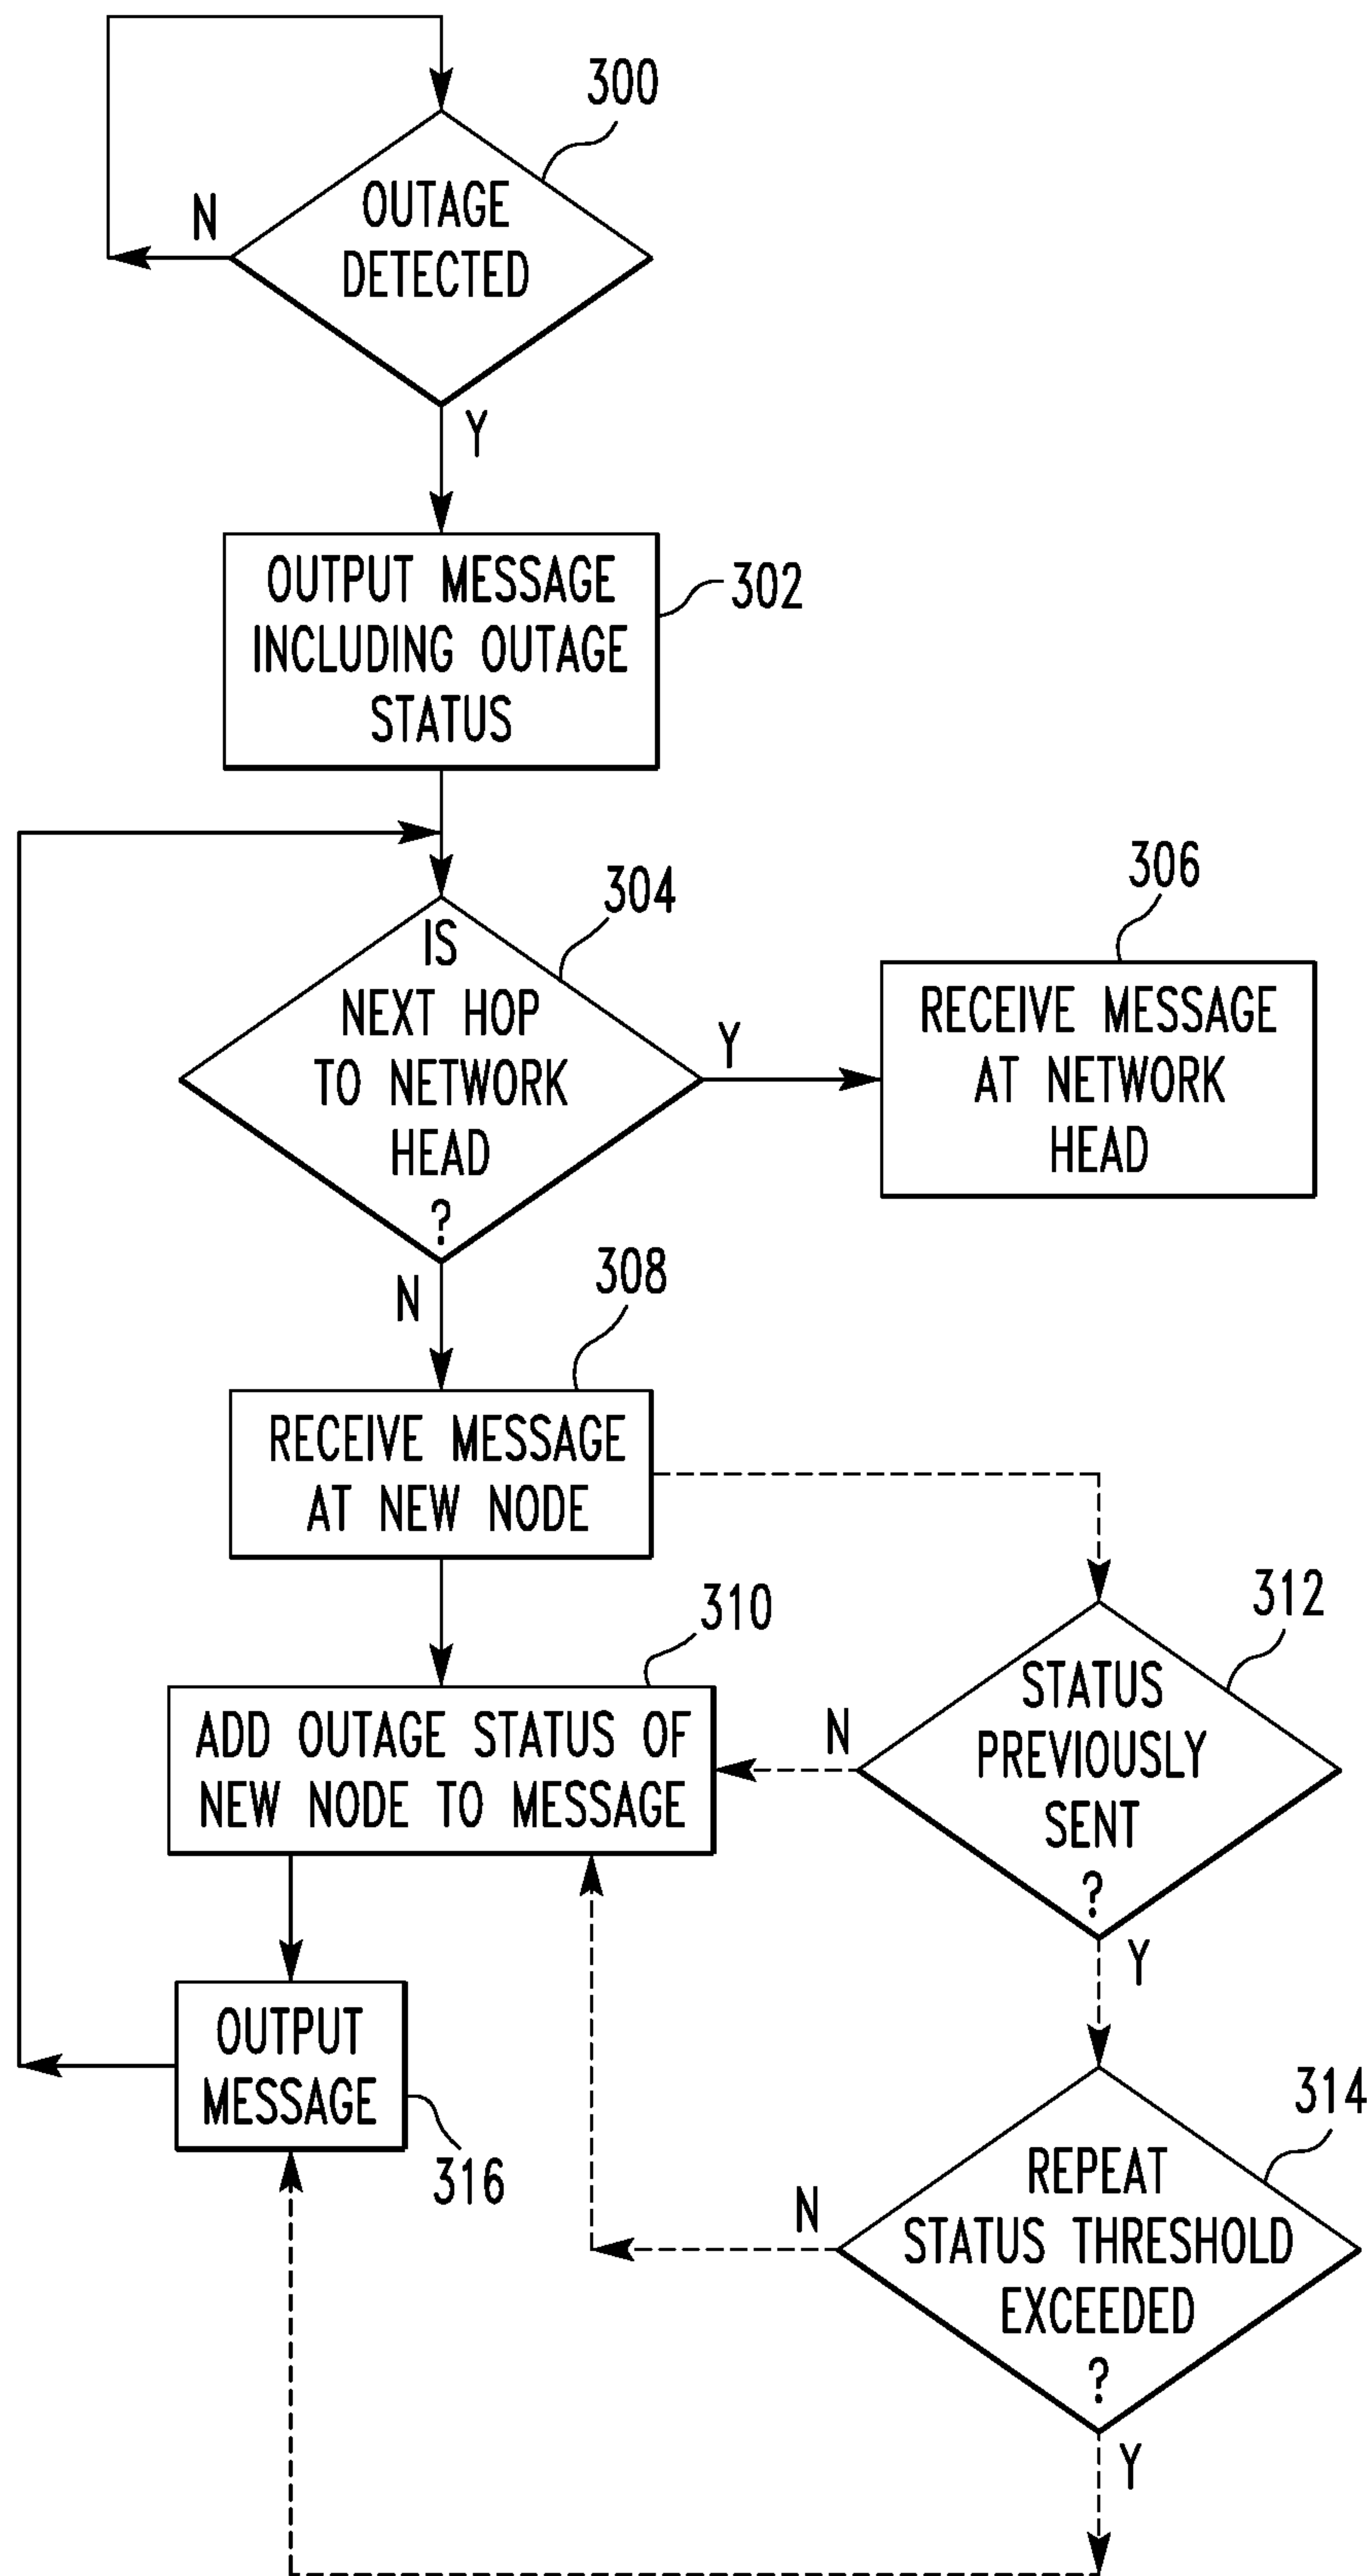 300
OUTAGE
DETECTED
N
Y
OUTPUT MESSAGE
INCLUDING OUTAGE
STATUS
302
304
IS
NEXT HOP
TO NETWORK
HEAD
?
Y
N
306
RECEIVE MESSAGE
AT NETWORK
HEAD
308
RECEIVE MESSAGE
AT NEW NODE
310
ADD OUTAGE STATUS OF
NEW NODE TO MESSAGE
312
STATUS
PREVIOUSLY
SENT
?
N
Y
OUTPUT
MESSAGE
316
314
REPEAT
STATUS THRESHOLD
EXCEEDED
?
N
Y